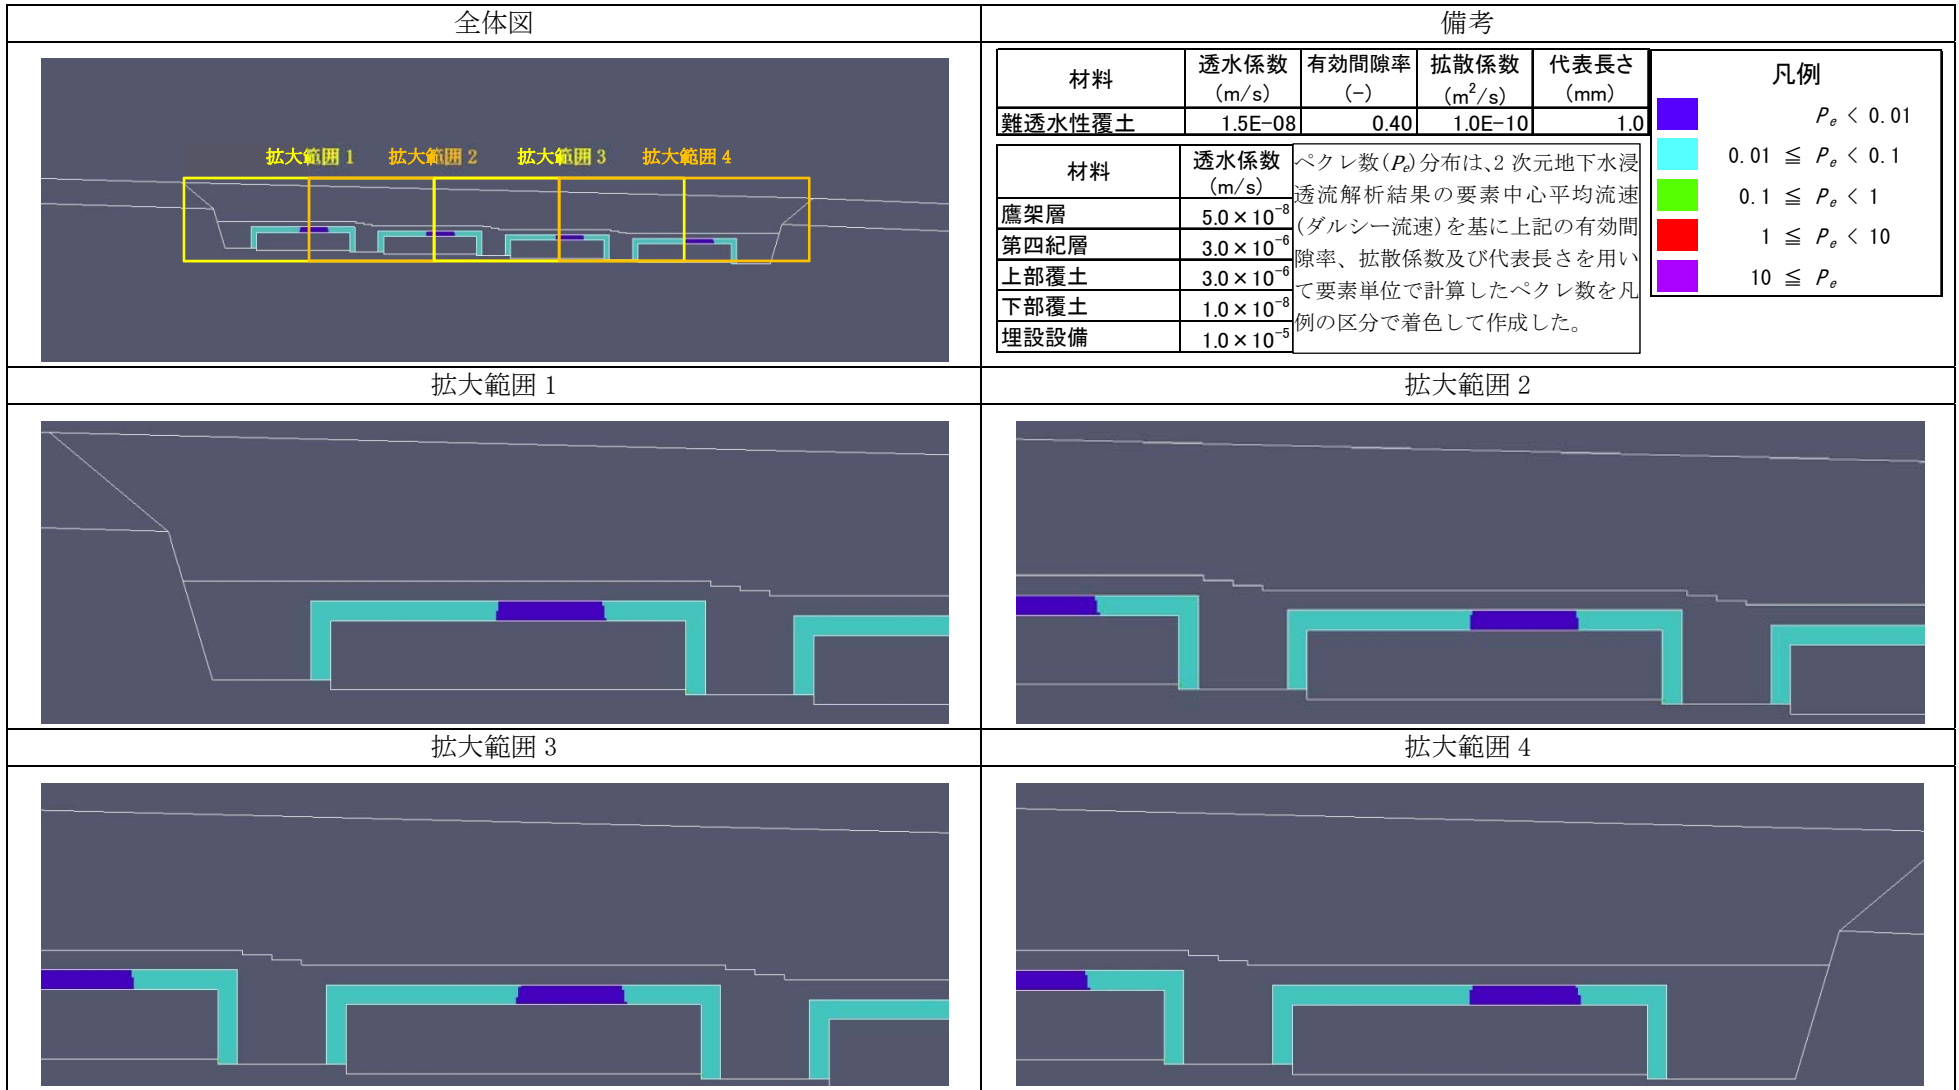 全体図
備考
拡大範囲 1
拡大範囲 2
拡大範囲 3
拡大範囲 4
材料 透水係数 (m/s) 有効間隙率 (-) 拡散係数 (m²/s) 代表長さ (mm)
難透水性覆土 1.5E-08 0.40 1.0E-10 1.0
材料 透水係数 (m/s)
鷹架層 5.0×10⁻⁸
第四紀層 3.0×10⁻⁶
上部覆土 3.0×10⁻⁶
下部覆土 1.0×10⁻⁸
埋設設備 1.0×10⁻⁵
ペクレ数(Pe)分布は、2 次元地下水浸
透流解析結果の要素中心平均流速
(ダルシー流速)を基に上記の有効間
隙率、拡散係数及び代表長さを用い
て要素単位で計算したペクレ数を凡
例の区分で着色して作成した。
凡例
Pe < 0.01
0.01 ≦ Pe < 0.1
0.1 ≦ Pe < 1
1 ≦ Pe < 10
10 ≦ Pe
拡大範囲 1
拡大範囲 2
拡大範囲 3
拡大範囲 4